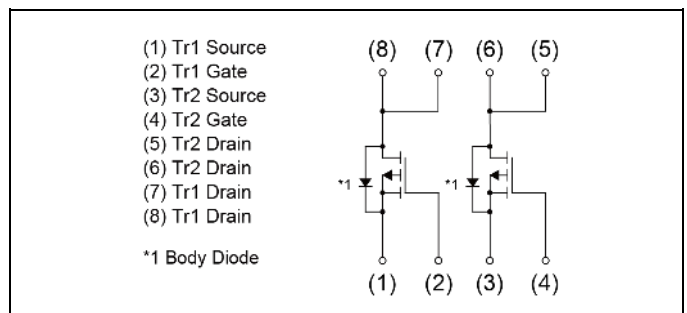 (1) Tr1 Source
(2) Tr1 Gate
(3) Tr2 Source
(4) Tr2 Gate
(5) Tr2 Drain
(6) Tr2 Drain
(7) Tr1 Drain
(8) Tr1 Drain
*1 Body Diode
(8) (7) (6) (5)
*1 *1
(1) (2) (3) (4)